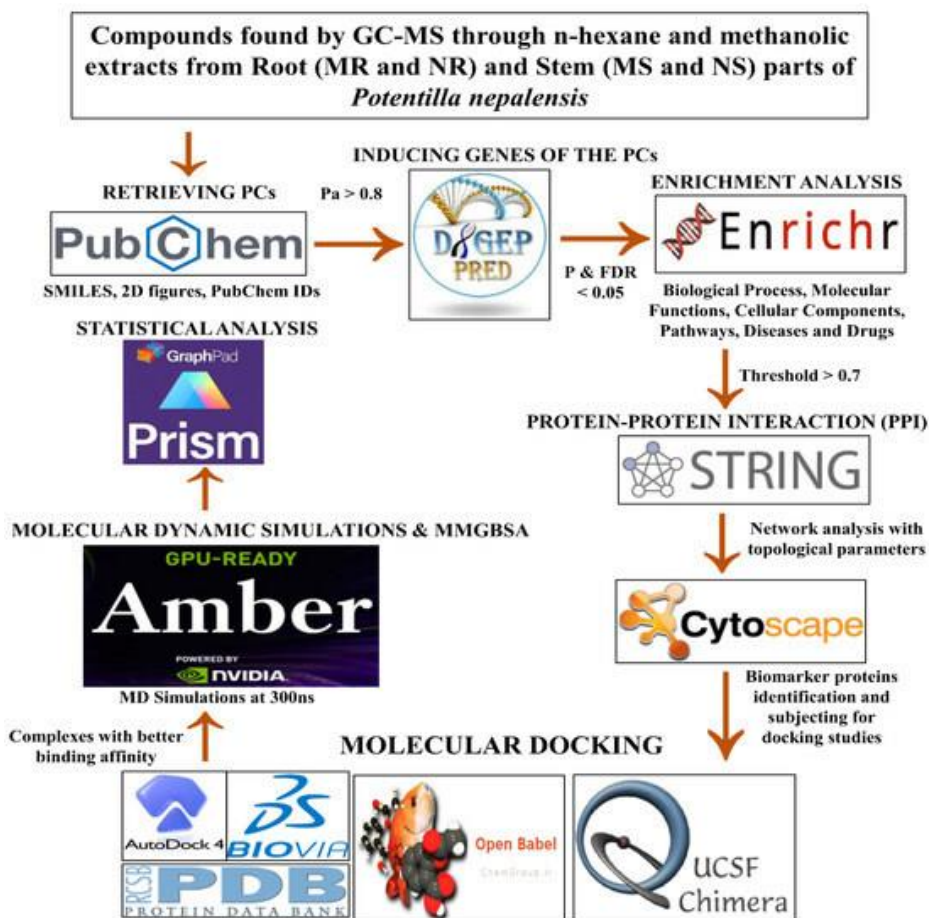 Compounds found by GC-MS through n-hexane and methanolic
extracts from Root (MR and NR) and Stem (MS and NS) parts of
Potentilla nepalensis
RETRIEVING PCs
PubChem
SMILES, 2D figures, PubChem IDs
Pa > 0.8
INDUCING GENES OF THE PCs
DIGEP
PRED
P & FDR
< 0.05
ENRICHMENT ANALYSIS
Enrichr
Biological Process, Molecular
Functions, Cellular Components,
Pathways, Diseases and Drugs
Threshold > 0.7
PROTEIN-PROTEIN INTERACTION (PPI)
STRING
Network analysis with
topological parameters
Cytoscape
Biomarker proteins
identification and
subjecting for
docking studies
MOLECULAR DOCKING
UCSF
Chimera
Open Babel
AutoDock 4
DS
BIOVIA
RCSB
PDB
PROTEIN DATA BANK
Complexes with better
binding affinity
MOLECULAR DYNAMIC SIMULATIONS & MMGBSA
GPU-READY
Amber
POWERED BY
NVIDIA.
MD Simulations at 300ns
STATISTICAL ANALYSIS
GraphPad
Prism